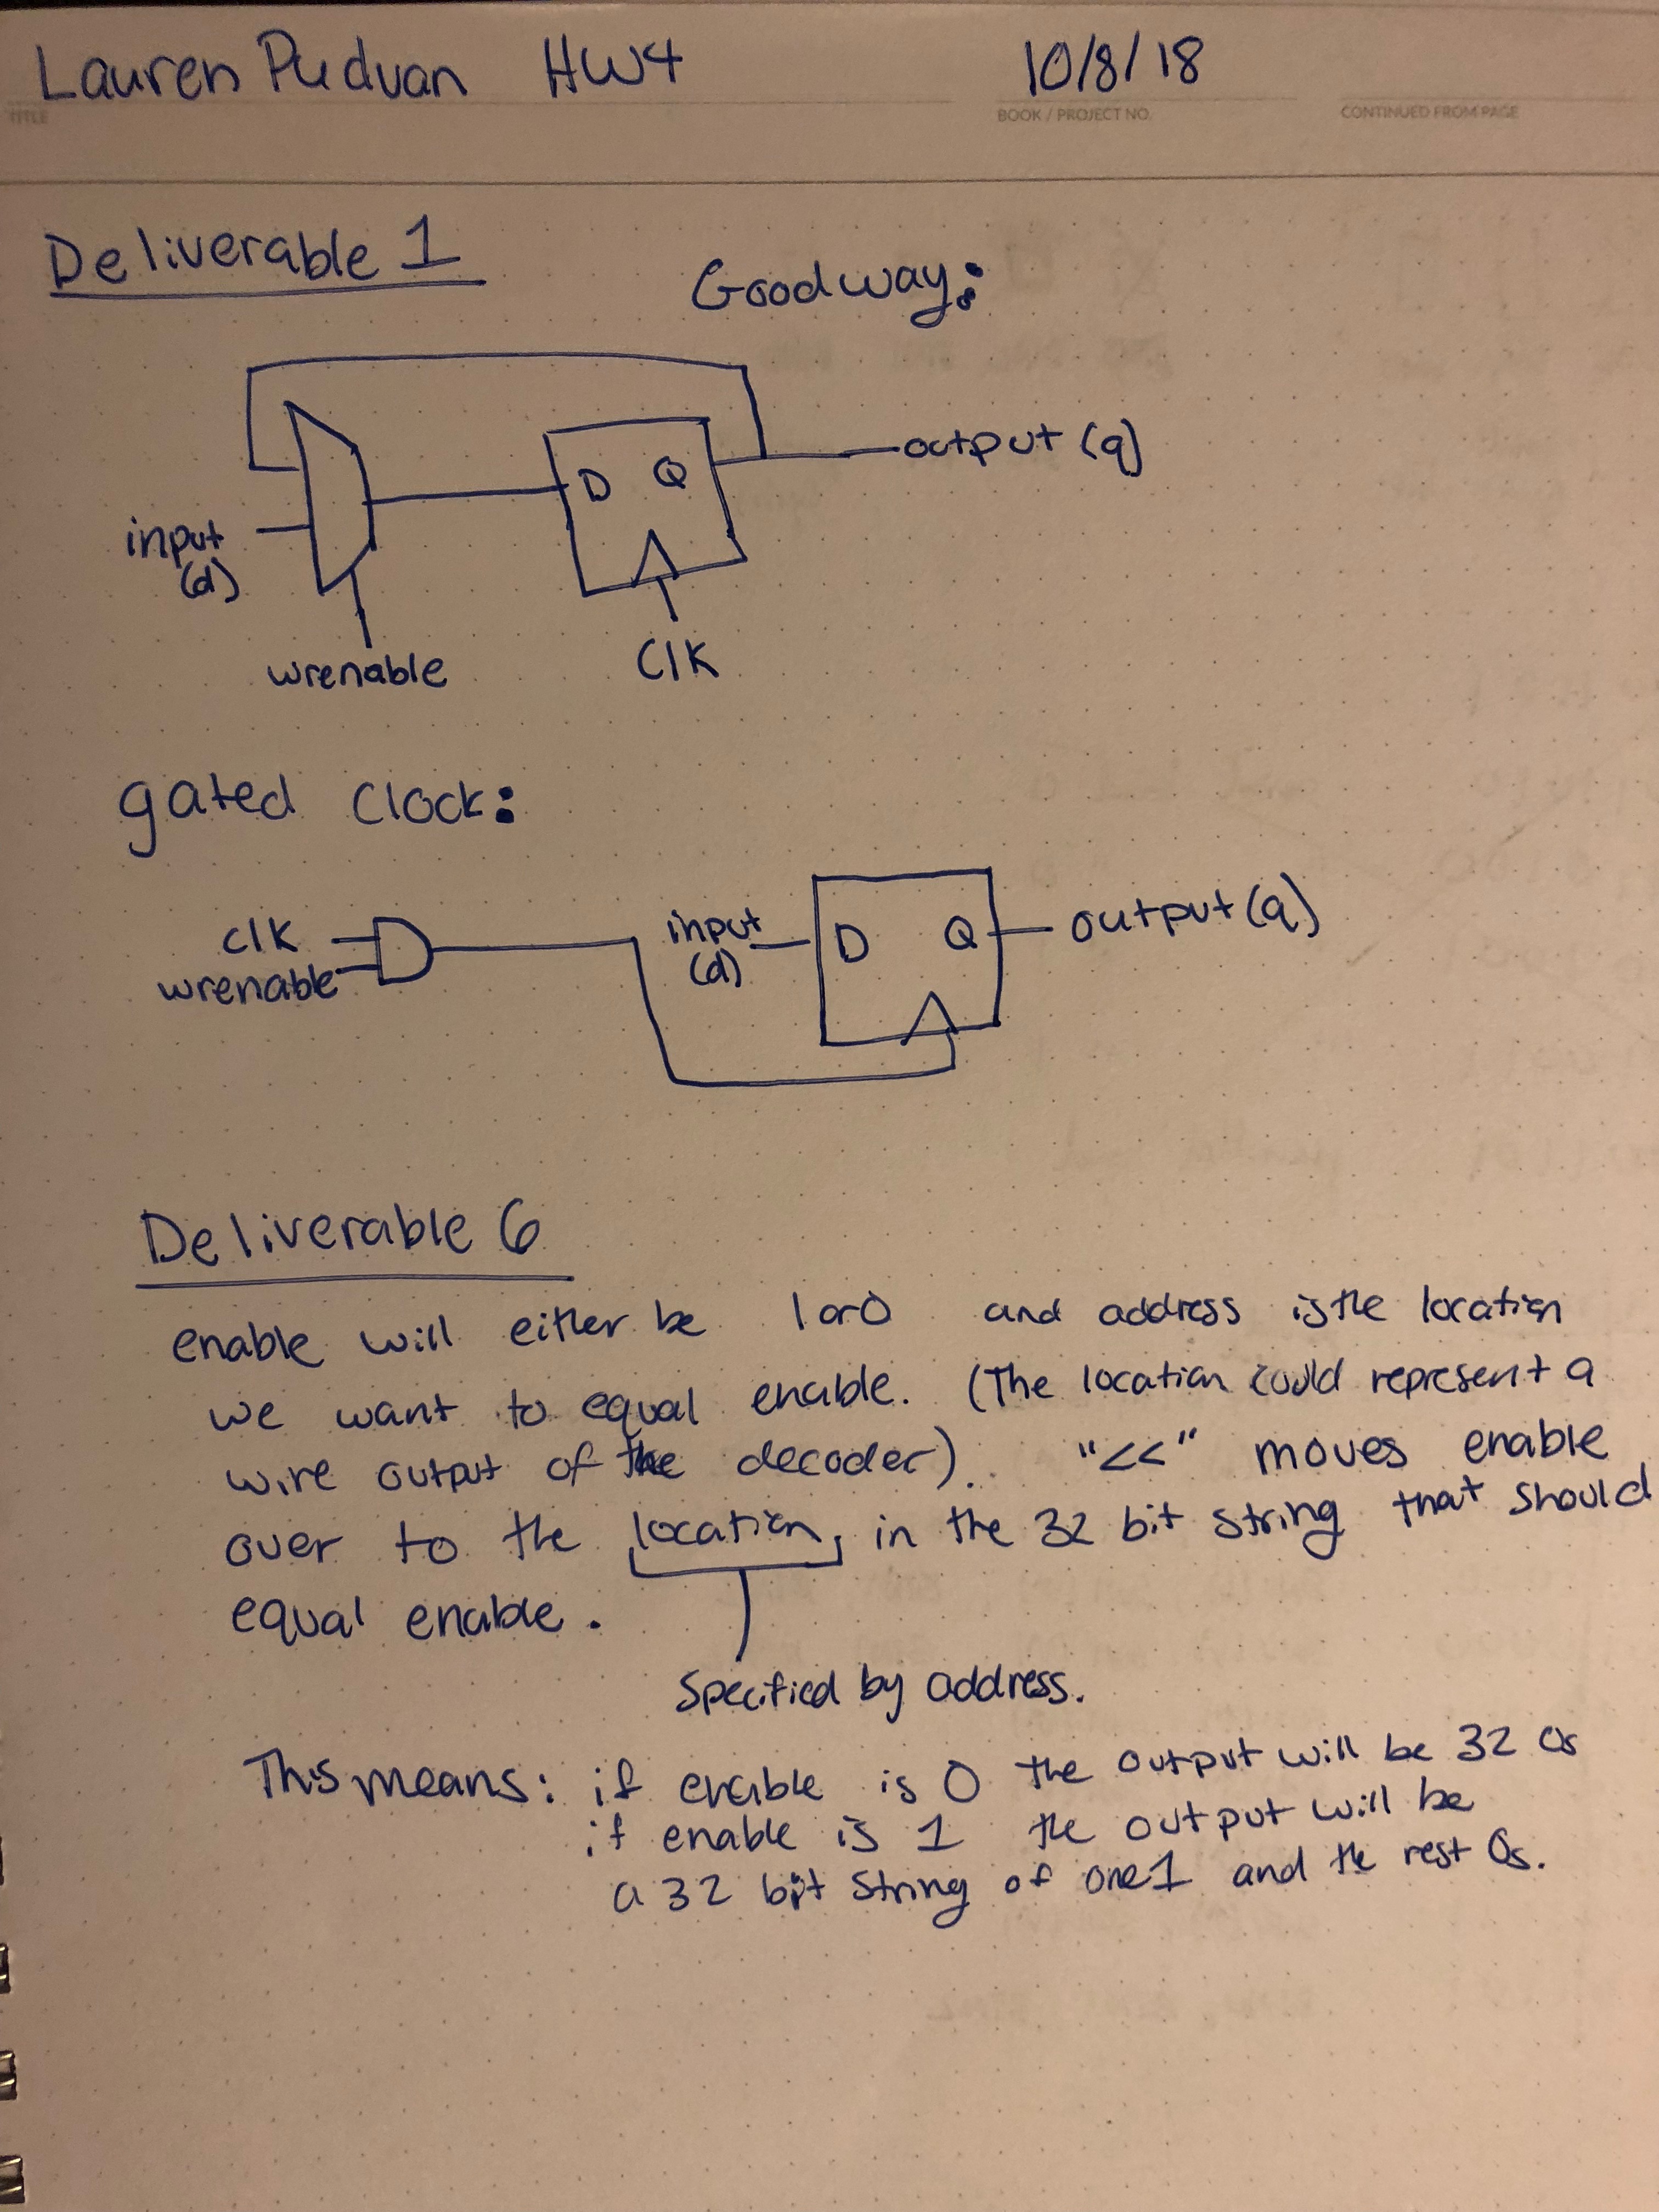 Lauren Pudvan HW4 10/8/18
TITLE BOOK / PROJECT NO. CONTINUED FROM PAGE
Deliverable 1
Good way:
D Q output (q)
input
(d)
wrenable clk
gated clock:
clk
wrenable
input
(d)
D Q output (q)
Deliverable 6
enable will either be 1 or 0 and address is the location
we want to equal enable. (The location could represent a
wire output of the decoder). "<<" moves enable
over to the location, in the 32 bit string that should
equal enable.
specified by address.
This means: if enable is 0 the output will be 32 0s
if enable is 1 the output will be
a 32 bit string of one 1 and the rest 0s.